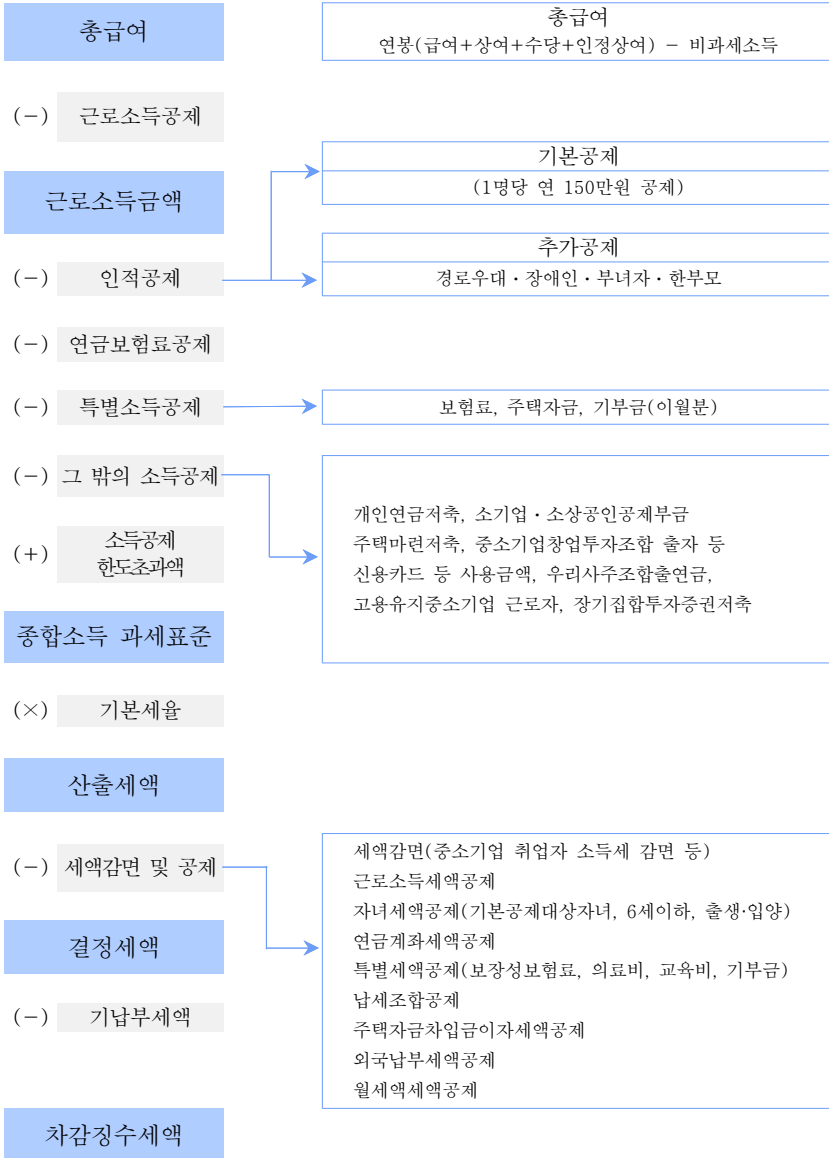 총급여
총급여
연봉(급여+상여+수당+인정상여) - 비과세소득
(-) 근로소득공제
기본공제
(1명당 연 150만원 공제)
근로소득금액
추가공제
(-) 인적공제
경로우대·장애인·부녀자·한부모
(-) 연금보험료공제
(-) 특별소득공제
보험료, 주택자금, 기부금(이월분)
(-) 그 밖의 소득공제
개인연금저축, 소기업·소상공인공제부금
주택마련저축, 중소기업창업투자조합 출자 등
신용카드 등 사용금액, 우리사주조합출연금,
고용유지중소기업 근로자, 장기집합투자증권저축
(+) 소득공제
한도초과액
종합소득 과세표준
(×) 기본세율
산출세액
(-) 세액감면 및 공제
세액감면(중소기업 취업자 소득세 감면 등)
근로소득세액공제
자녀세액공제(기본공제대상자녀, 6세이하, 출생·입양)
연금계좌세액공제
특별세액공제(보장성보험료, 의료비, 교육비, 기부금)
납세조합공제
주택자금차입금이자세액공제
외국납부세액공제
월세액세액공제
결정세액
(-) 기납부세액
차감징수세액